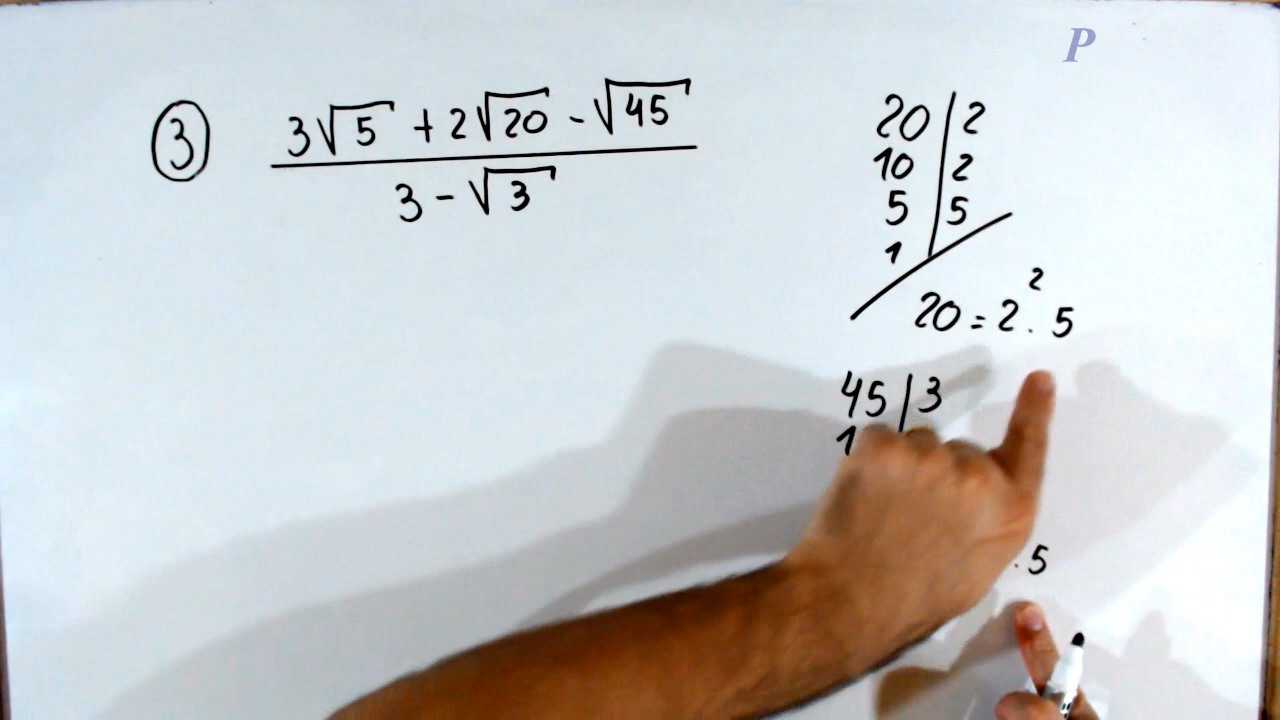 ③ (3√5 + 2√20 - √45) / (3 - √3)
P
20 | 2
10 | 2
5 | 5
1
20 = 2² . 5
45 | 3
1
. 5